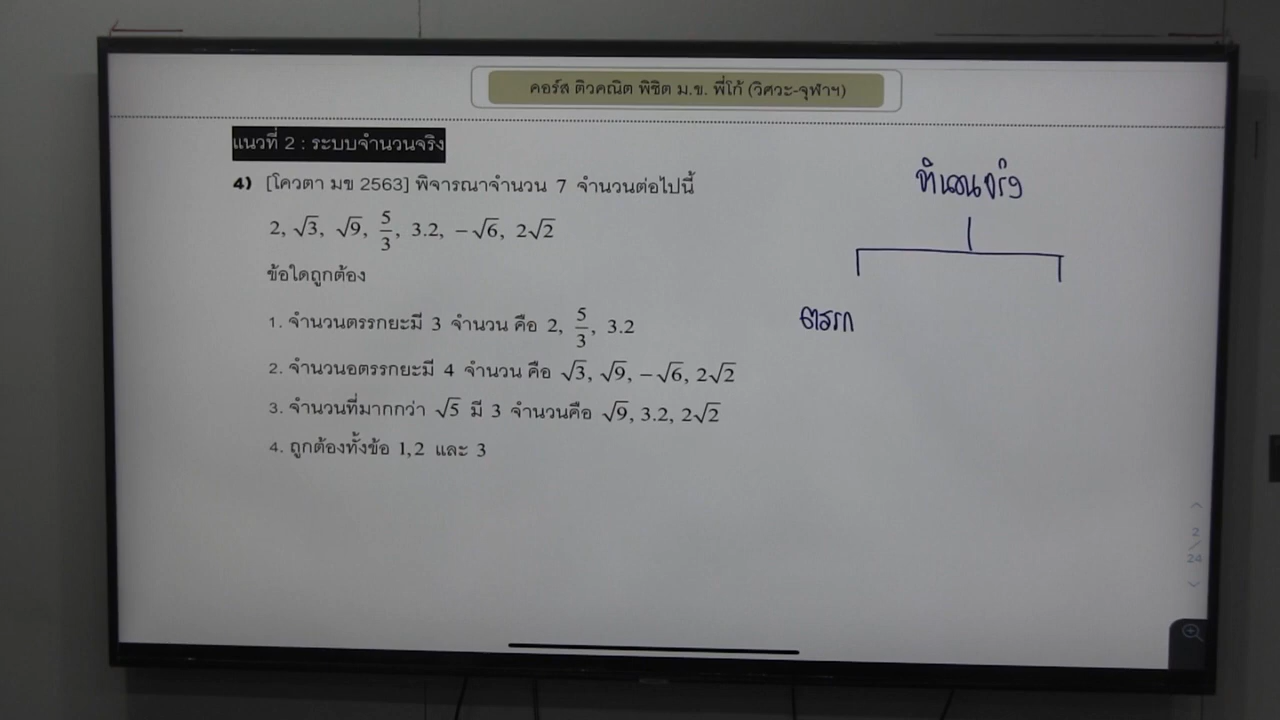 คอร์ส ติวคณิต พิชิต ม.ข. พี่โก้ (วิศวะ-จุฬาฯ)
แนวที่ 2 : ระบบจำนวนจริง
4) [โควตา มข 2563] พิจารณาจำนวน 7 จำนวนต่อไปนี้
2, √3, √9, 5/3, 3.2, −√6, 2√2
ข้อใดถูกต้อง
1. จำนวนตรรกยะมี 3 จำนวน คือ 2, 5/3, 3.2
2. จำนวนอตรรกยะมี 4 จำนวน คือ √3, √9, −√6, 2√2
3. จำนวนที่มากกว่า √5 มี 3 จำนวนคือ √9, 3.2, 2√2
4. ถูกต้องทั้งข้อ 1,2 และ 3
จำนวนจริง
ตรรก
2
/
24